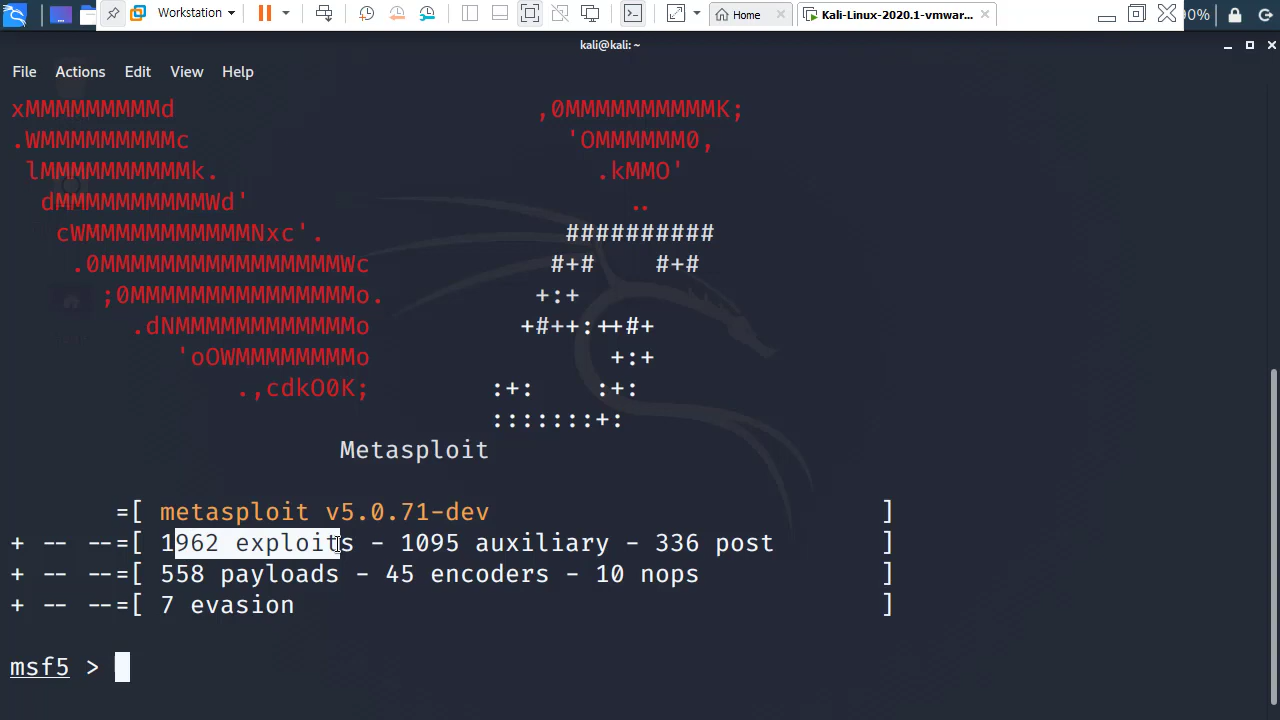 Workstation
Home
Kali-Linux-2020.1-vmwar...
90%
kali@kali: ~
File Actions Edit View Help
xMMMMMMMMMd ,0MMMMMMMMMMK;
.WMMMMMMMMMc 'OMMMMMM0,
lMMMMMMMMMMk. .kMMO'
dMMMMMMMMMMWd' ..
cWMMMMMMMMMMMNxc'. ##########
.0MMMMMMMMMMMMMMMMWc #+# #+#
;0MMMMMMMMMMMMMMMo. +:+
.dNMMMMMMMMMMMMo +#++:++#+
'oOWMMMMMMMMo +:+
.,cdkO0K; :+: :+:
:::::::+:
Metasploit
=[ metasploit v5.0.71-dev ]
+ -- --=[ 1962 exploits - 1095 auxiliary - 336 post ]
+ -- --=[ 558 payloads - 45 encoders - 10 nops ]
+ -- --=[ 7 evasion ]
msf5 >